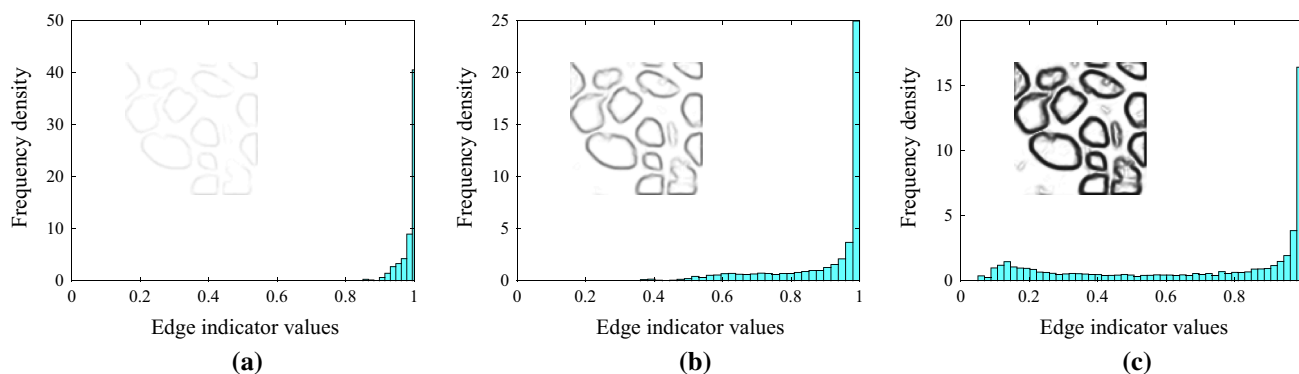 50
40
30
20
10
0
0 0.2 0.4 0.6 0.8 1
Frequency density
Edge indicator values
(a)
25
20
15
10
5
0
0 0.2 0.4 0.6 0.8 1
Frequency density
Edge indicator values
(b)
20
15
10
5
0
0 0.2 0.4 0.6 0.8
Frequency density
Edge indicator values
(c)